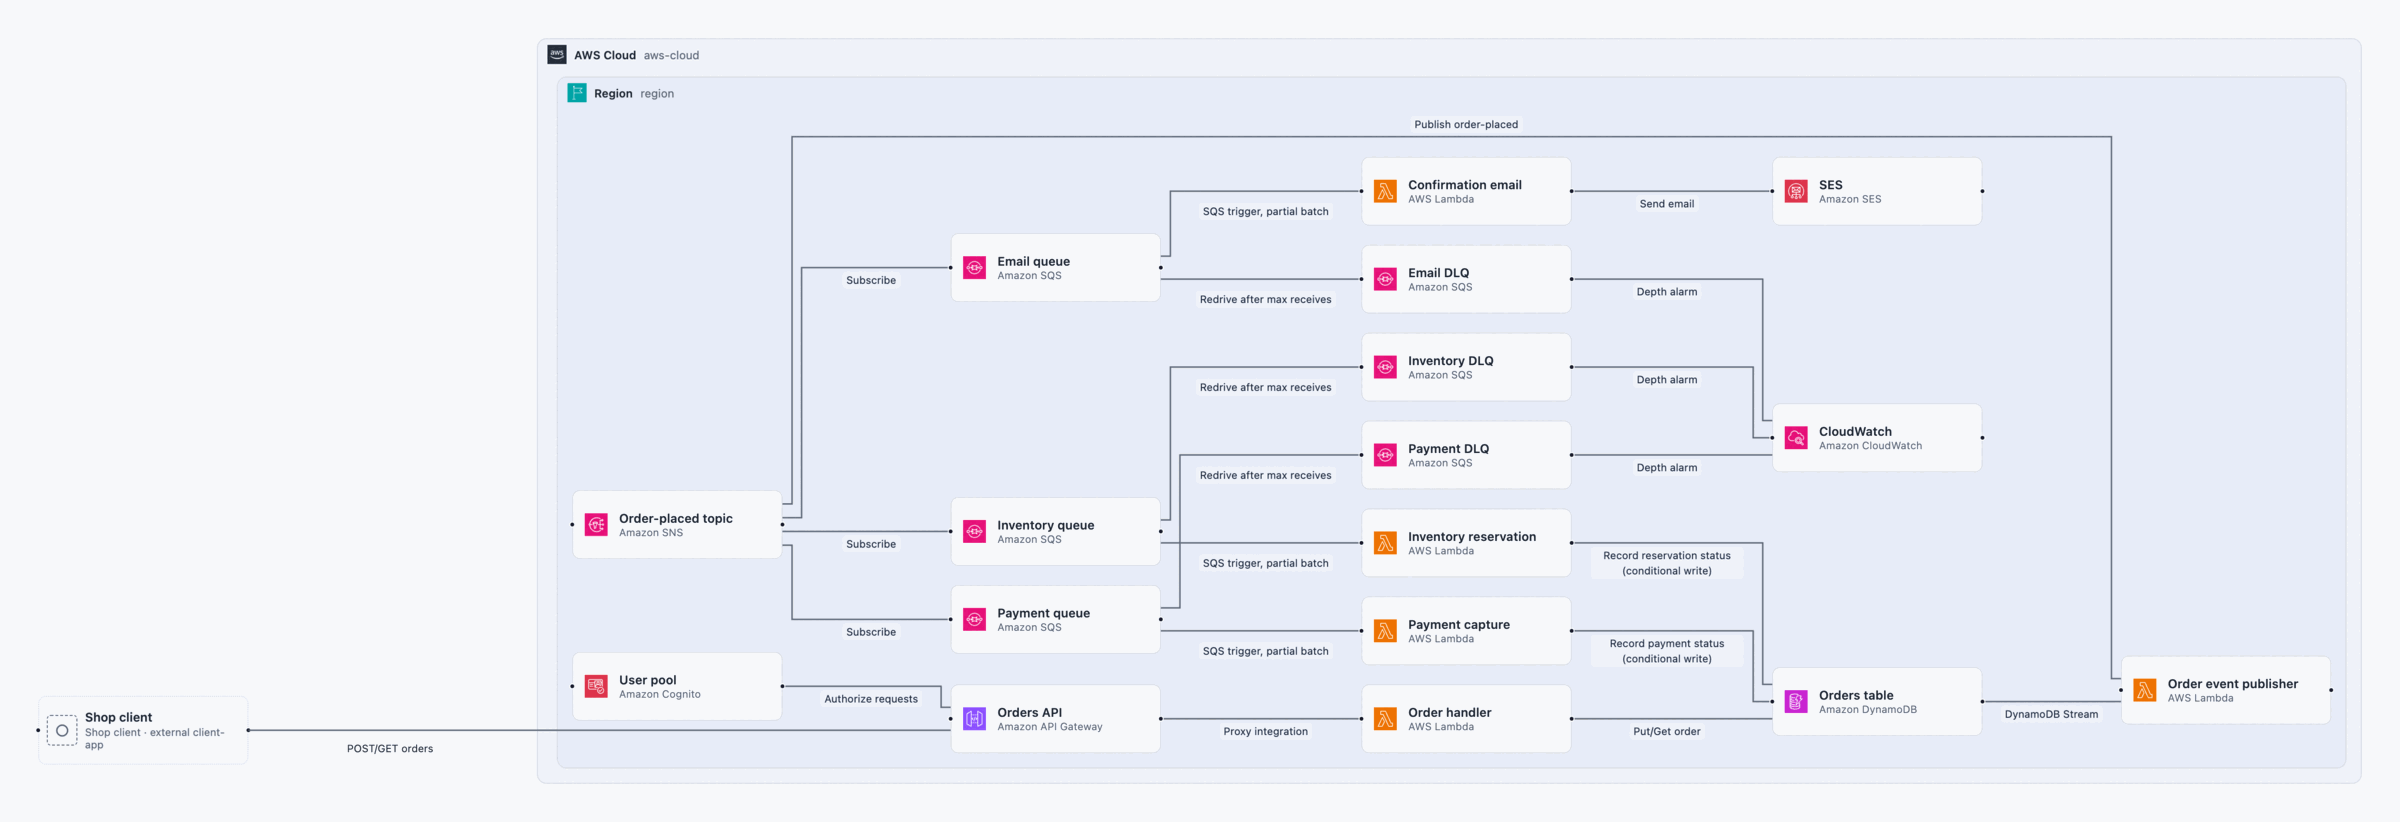 aws
AWS Cloud aws-cloud
Region region
Publish order-placed
Confirmation email
AWS Lambda
Send email
SES
Amazon SES
SQS trigger, partial batch
Email queue
Amazon SQS
Subscribe
Redrive after max receives
Email DLQ
Amazon SQS
Depth alarm
Inventory DLQ
Amazon SQS
Redrive after max receives
Depth alarm
CloudWatch
Amazon CloudWatch
Payment DLQ
Amazon SQS
Redrive after max receives
Depth alarm
Order-placed topic
Amazon SNS
Subscribe
Inventory queue
Amazon SQS
SQS trigger, partial batch
Inventory reservation
AWS Lambda
Record reservation status
(conditional write)
Subscribe
Payment queue
Amazon SQS
SQS trigger, partial batch
Payment capture
AWS Lambda
Record payment status
(conditional write)
User pool
Amazon Cognito
Authorize requests
Shop client
Shop client · external client-
app
POST/GET orders
Orders API
Amazon API Gateway
Proxy integration
Order handler
AWS Lambda
Put/Get order
Orders table
Amazon DynamoDB
DynamoDB Stream
Order event publisher
AWS Lambda